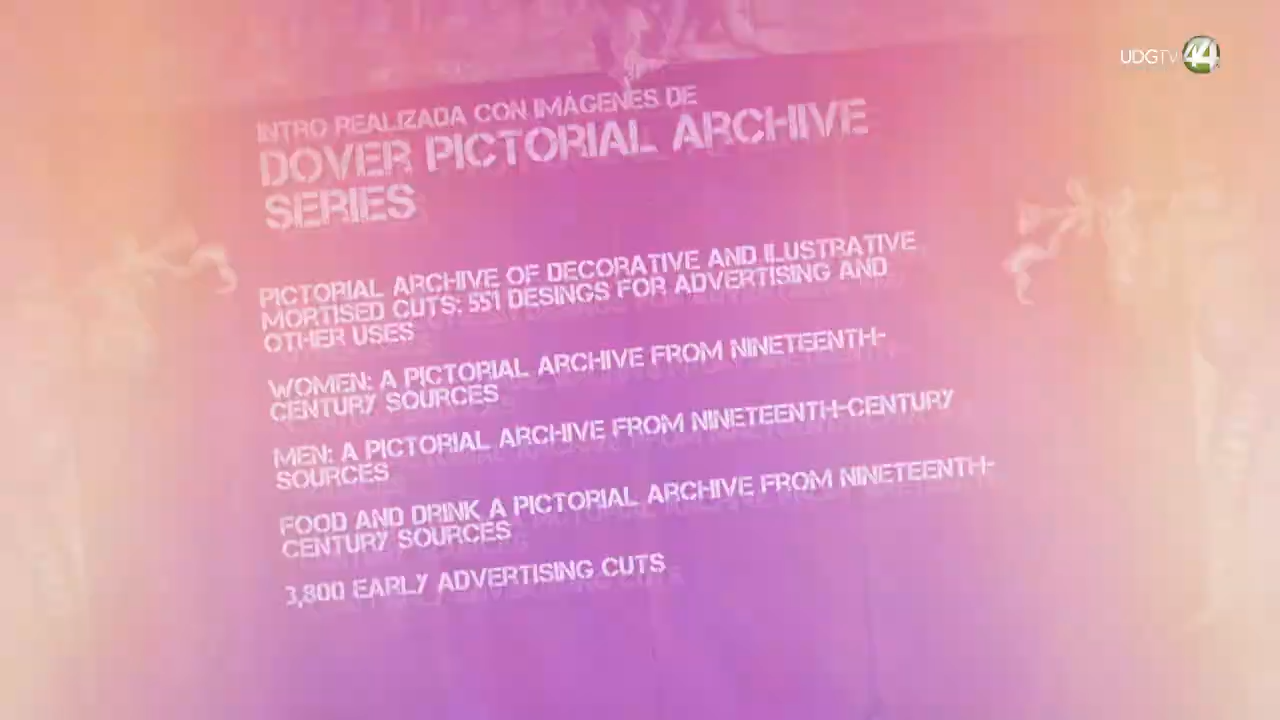 UDGTV 44
INTRO REALIZADA CON IMÁGENES DE
DOVER PICTORIAL ARCHIVE
SERIES
PICTORIAL ARCHIVE OF DECORATIVE AND ILUSTRATIVE
MORTISED CUTS: 551 DESINGS FOR ADVERTISING AND
OTHER USES
WOMEN: A PICTORIAL ARCHIVE FROM NINETEENTH-
CENTURY SOURCES
MEN: A PICTORIAL ARCHIVE FROM NINETEENTH-CENTURY
SOURCES
FOOD AND DRINK A PICTORIAL ARCHIVE FROM NINETEENTH-
CENTURY SOURCES
3,800 EARLY ADVERTISING CUTS